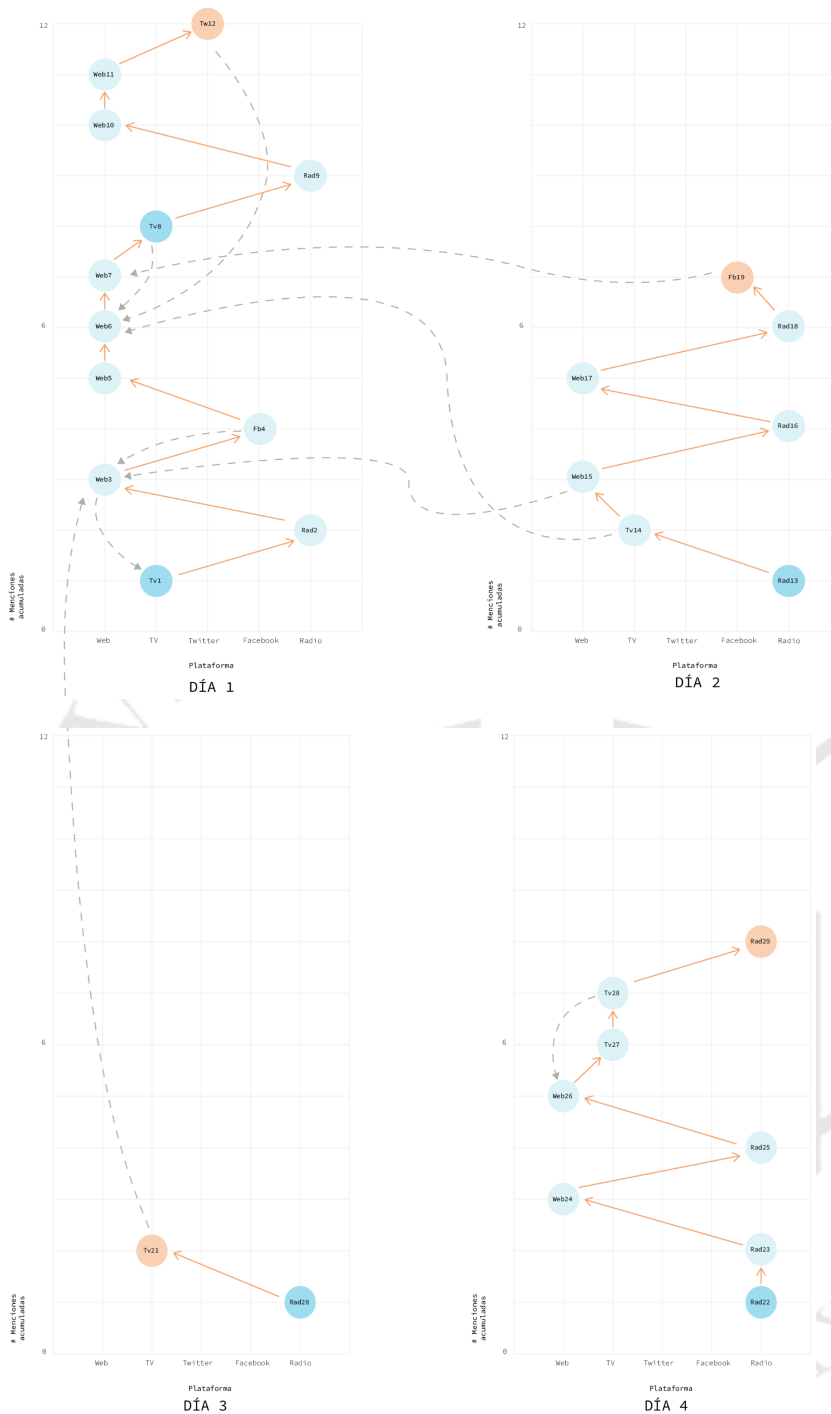 12
Tw12
Web11
Web10
Rad9
Tv8
Web7
6
Web6
Web5
Fb4
Web3
Rad2
Tv1
0
# Menciones
acumuladas
Web
TV
Twitter
Facebook
Radio
Plataforma
DÍA 1
12
Fb19
6
Rad18
Web17
Rad16
Web15
Tv14
Rad13
0
# Menciones
acumuladas
Web
TV
Twitter
Facebook
Radio
Plataforma
DÍA 2
12
6
Tv21
Rad20
0
# Menciones
acumuladas
Web
TV
Twitter
Facebook
Radio
Plataforma
DÍA 3
12
Rad29
Tv28
6
Tv27
Web26
Rad25
Web24
Rad23
Rad22
0
# Menciones
acumuladas
Web
TV
Twitter
Facebook
Radio
Plataforma
DÍA 4